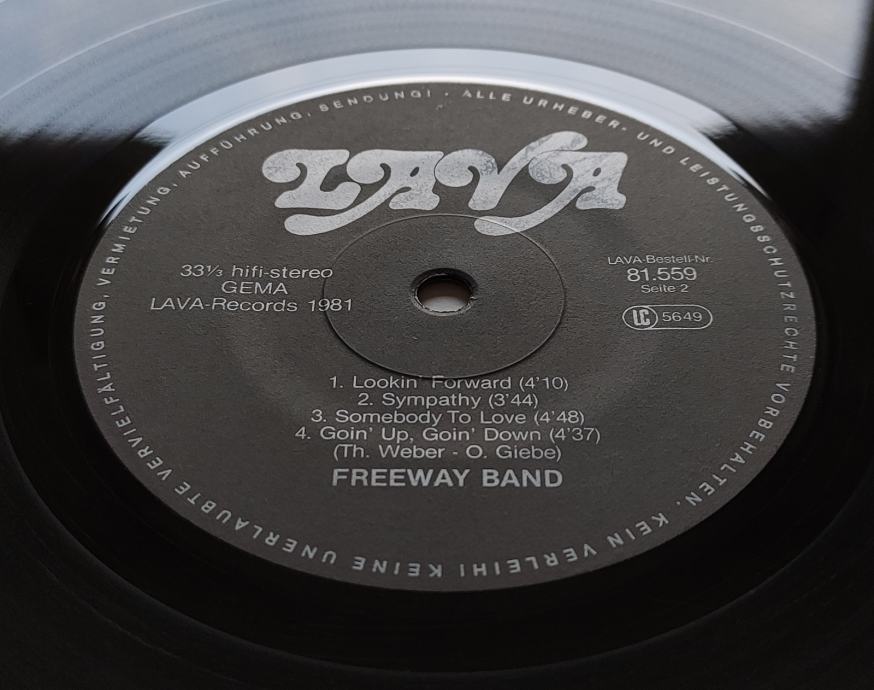 LAVA
33⅓ hifi-stereo
GEMA
LAVA-Records 1981
LAVA-Bestell-Nr.
81.559
Seite 2
LC 5649
1. Lookin' Forward (4'10)
2. Sympathy (3'44)
3. Somebody To Love (4'48)
4. Goin' Up, Goin' Down (4'37)
(Th. Weber - O. Giebe)
FREEWAY BAND
ALLE URHEBER- UND LEISTUNGSSCHUTZRECHTE VORBEHALTEN. KEIN VERLEIH! KEINE UNERLAUBTE VERVIELFÄLTIGUNG, VERMIETUNG, AUFFÜHRUNG, SENDUNG! ·